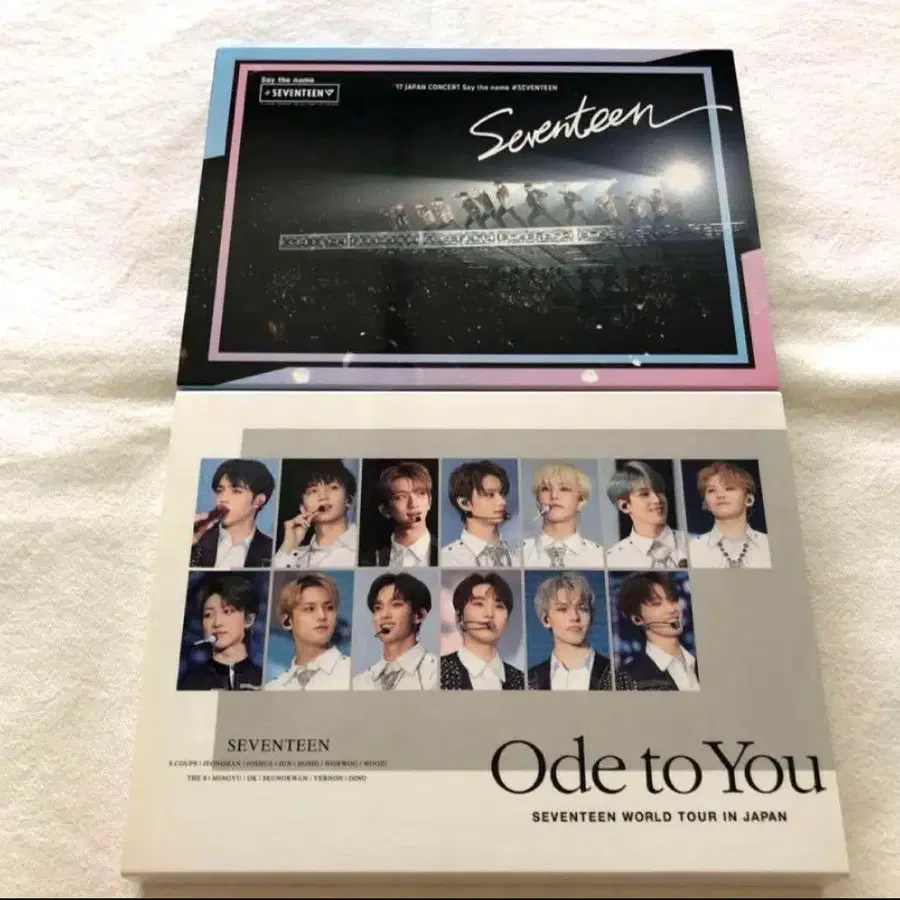 Say the name
#SEVENTEEN
'17 JAPAN CONCERT Say the name #SEVENTEEN
Seventeen
SEVENTEEN
S.COUPS / JEONGHAN / JOSHUA / JUN / HOSHI / WONWOO / WOOZI
THE 8 / MINGYU / DK / SEUNGKWAN / VERNON / DINO
Ode to You
SEVENTEEN WORLD TOUR IN JAPAN